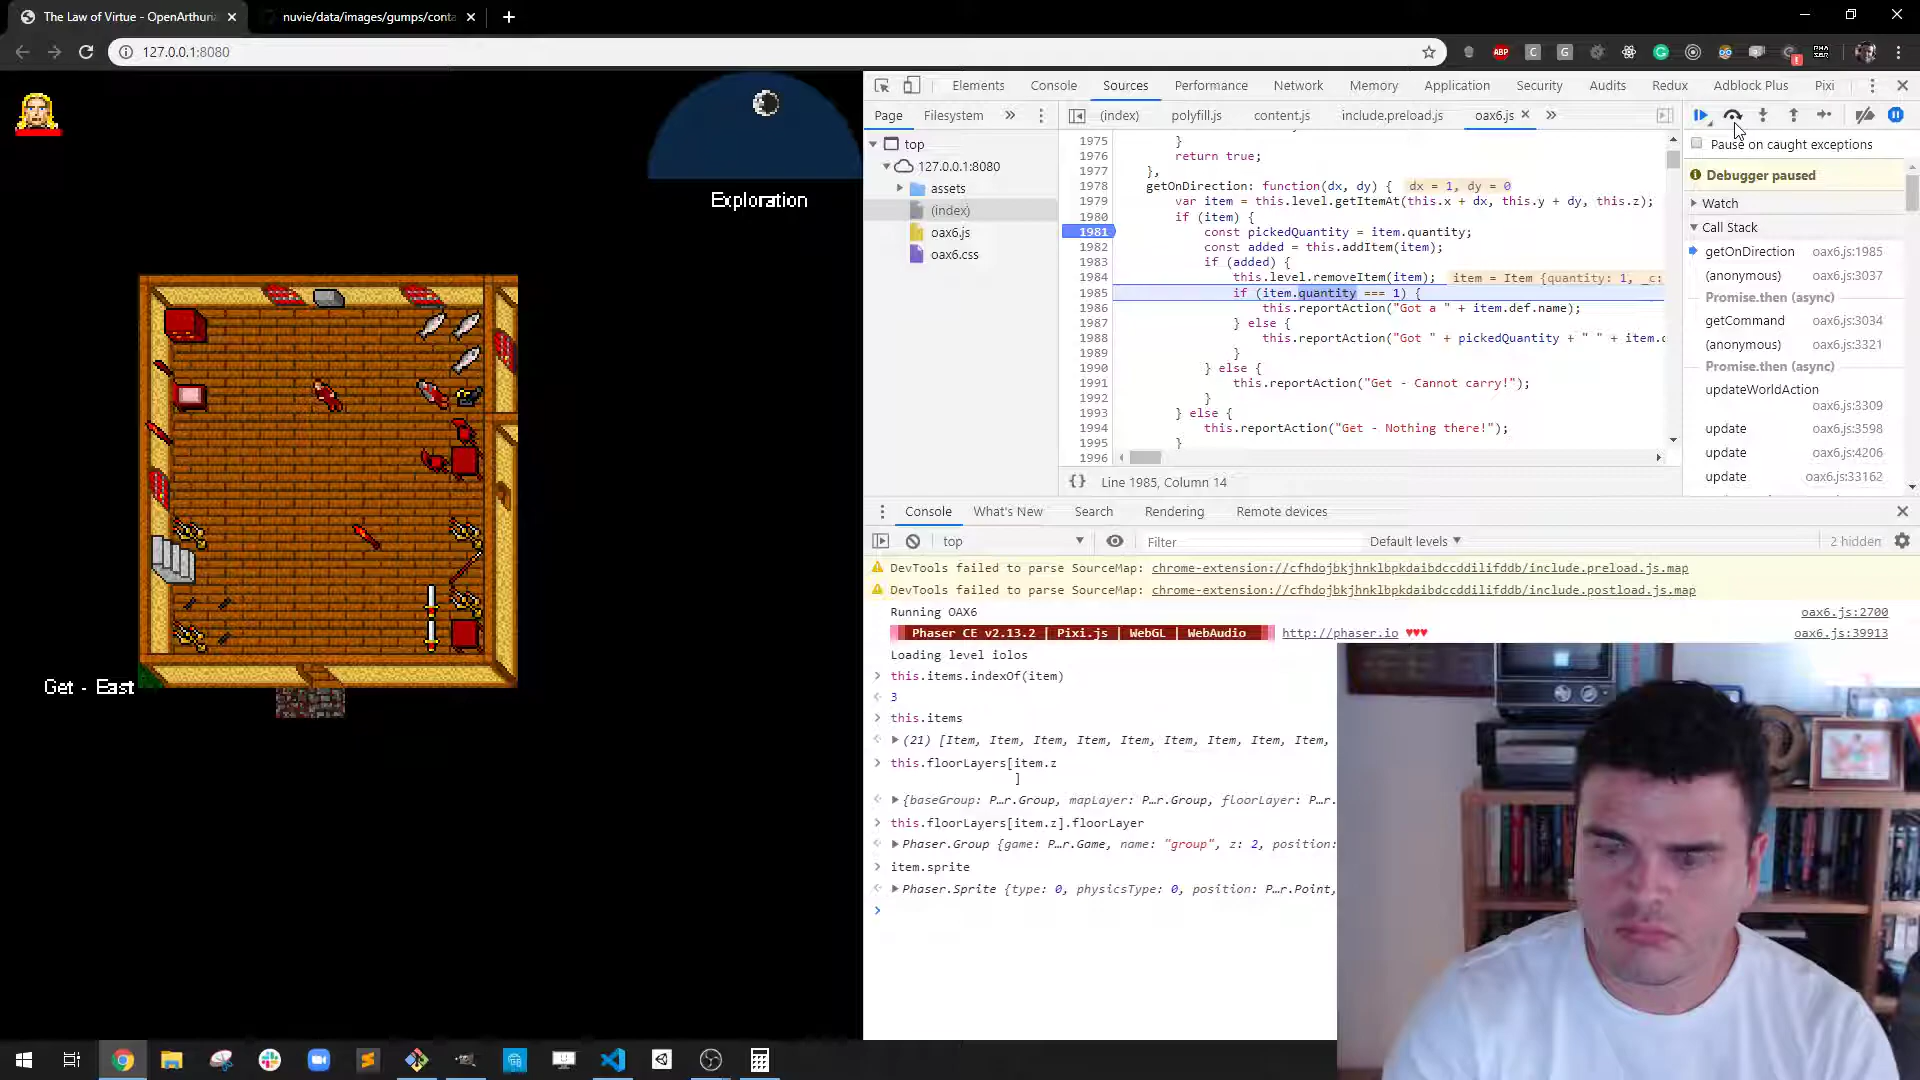 The Law of Virtue - OpenArthuria
nuvie/data/images/gumps/conta
127.0.0.1:8080
Exploration
Get - East
Elements
Console
Sources
Performance
Network
Memory
Application
Security
Audits
Redux
Adblock Plus
Pixi
Page
Filesystem
(index)
polyfill.js
content.js
include.preload.js
oax6.js
top
127.0.0.1:8080
assets
(index)
oax6.js
oax6.css
1975 }
1976 return true;
1977 },
1978 getOnDirection: function(dx, dy) { dx = 1, dy = 0
1979 var item = this.level.getItemAt(this.x + dx, this.y + dy, this.z);
1980 if (item) {
1981 const pickedQuantity = item.quantity;
1982 const added = this.addItem(item);
1983 if (added) {
1984 this.level.removeItem(item); item = Item {quantity: 1, _c:
1985 if (item.quantity === 1) {
1986 this.reportAction("Got a " + item.def.name);
1987 } else {
1988 this.reportAction("Got " + pickedQuantity + " " + item.d
1989 }
1990 } else {
1991 this.reportAction("Get - Cannot carry!");
1992 }
1993 } else {
1994 this.reportAction("Get - Nothing there!");
1995 }
1996
{} Line 1985, Column 14
Pause on caught exceptions
Debugger paused
Watch
Call Stack
getOnDirection oax6.js:1985
(anonymous) oax6.js:3037
Promise.then (async)
getCommand oax6.js:3034
(anonymous) oax6.js:3321
Promise.then (async)
updateWorldAction
oax6.js:3309
update oax6.js:3598
update oax6.js:4206
update oax6.js:33162
Console
What's New
Search
Rendering
Remote devices
top
Filter
Default levels
2 hidden
DevTools failed to parse SourceMap: chrome-extension://cfhdojbkjhnklbpkdaibdccddilifddb/include.preload.js.map
DevTools failed to parse SourceMap: chrome-extension://cfhdojbkjhnklbpkdaibdccddilifddb/include.postload.js.map
Running OAX6 oax6.js:2700
Phaser CE v2.13.2 | Pixi.js | WebGL | WebAudio http://phaser.io ♥♥♥ oax6.js:39913
Loading level iolos
this.items.indexOf(item)
3
this.items
(21) [Item, Item, Item, Item, Item, Item, Item, Item, Item,
this.floorLayers[item.z
]
{baseGroup: P…r.Group, mapLayer: P…r.Group, floorLayer: P…r.
this.floorLayers[item.z].floorLayer
Phaser.Group {game: P…r.Game, name: "group", z: 2, position:
item.sprite
Phaser.Sprite {type: 0, physicsType: 0, position: P…r.Point,